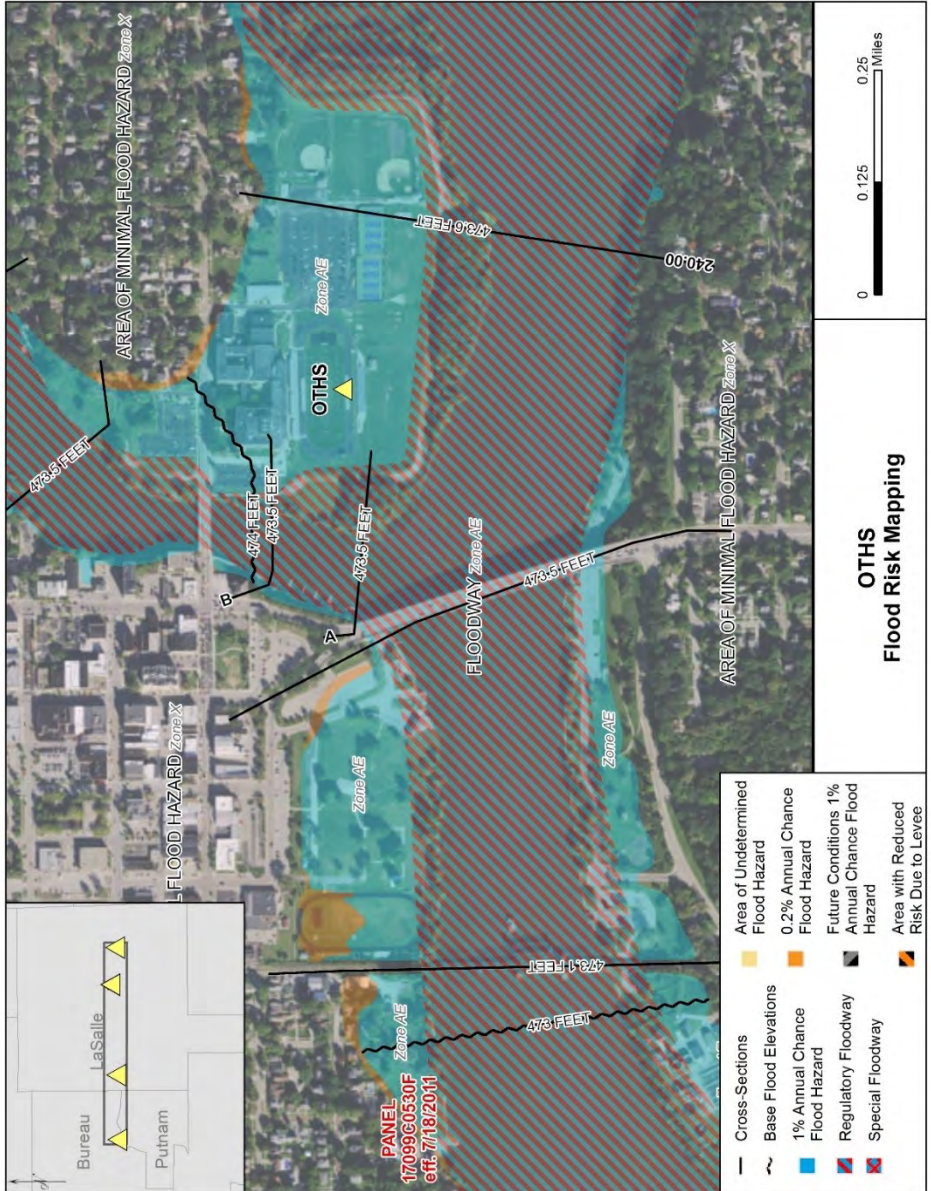 Bureau
LaSalle
Putnam
N
L FLOOD HAZARD Zone X
AREA OF MINIMAL FLOOD HAZARD Zone X
473.5 FEET
B
474 FEET
473.5 FEET
A
473.5 FEET
OTHS
Zone AE
473.6 FEET
240.00
Zone AE
FLOODWAY Zone AE
473.5 FEET
Zone AE
AREA OF MINIMAL FLOOD HAZARD Zone X
473.1 FEET
473 FEET
Zone AE
PANEL
17099C0530F
eff. 7/18/2011
Cross-Sections
Base Flood Elevations
1% Annual Chance
Flood Hazard
Regulatory Floodway
Special Floodway
Area of Undetermined
Flood Hazard
0.2% Annual Chance
Flood Hazard
Future Conditions 1%
Annual Chance Flood
Hazard
Area with Reduced
Risk Due to Levee
OTHS
Flood Risk Mapping
0 0.125 0.25
Miles